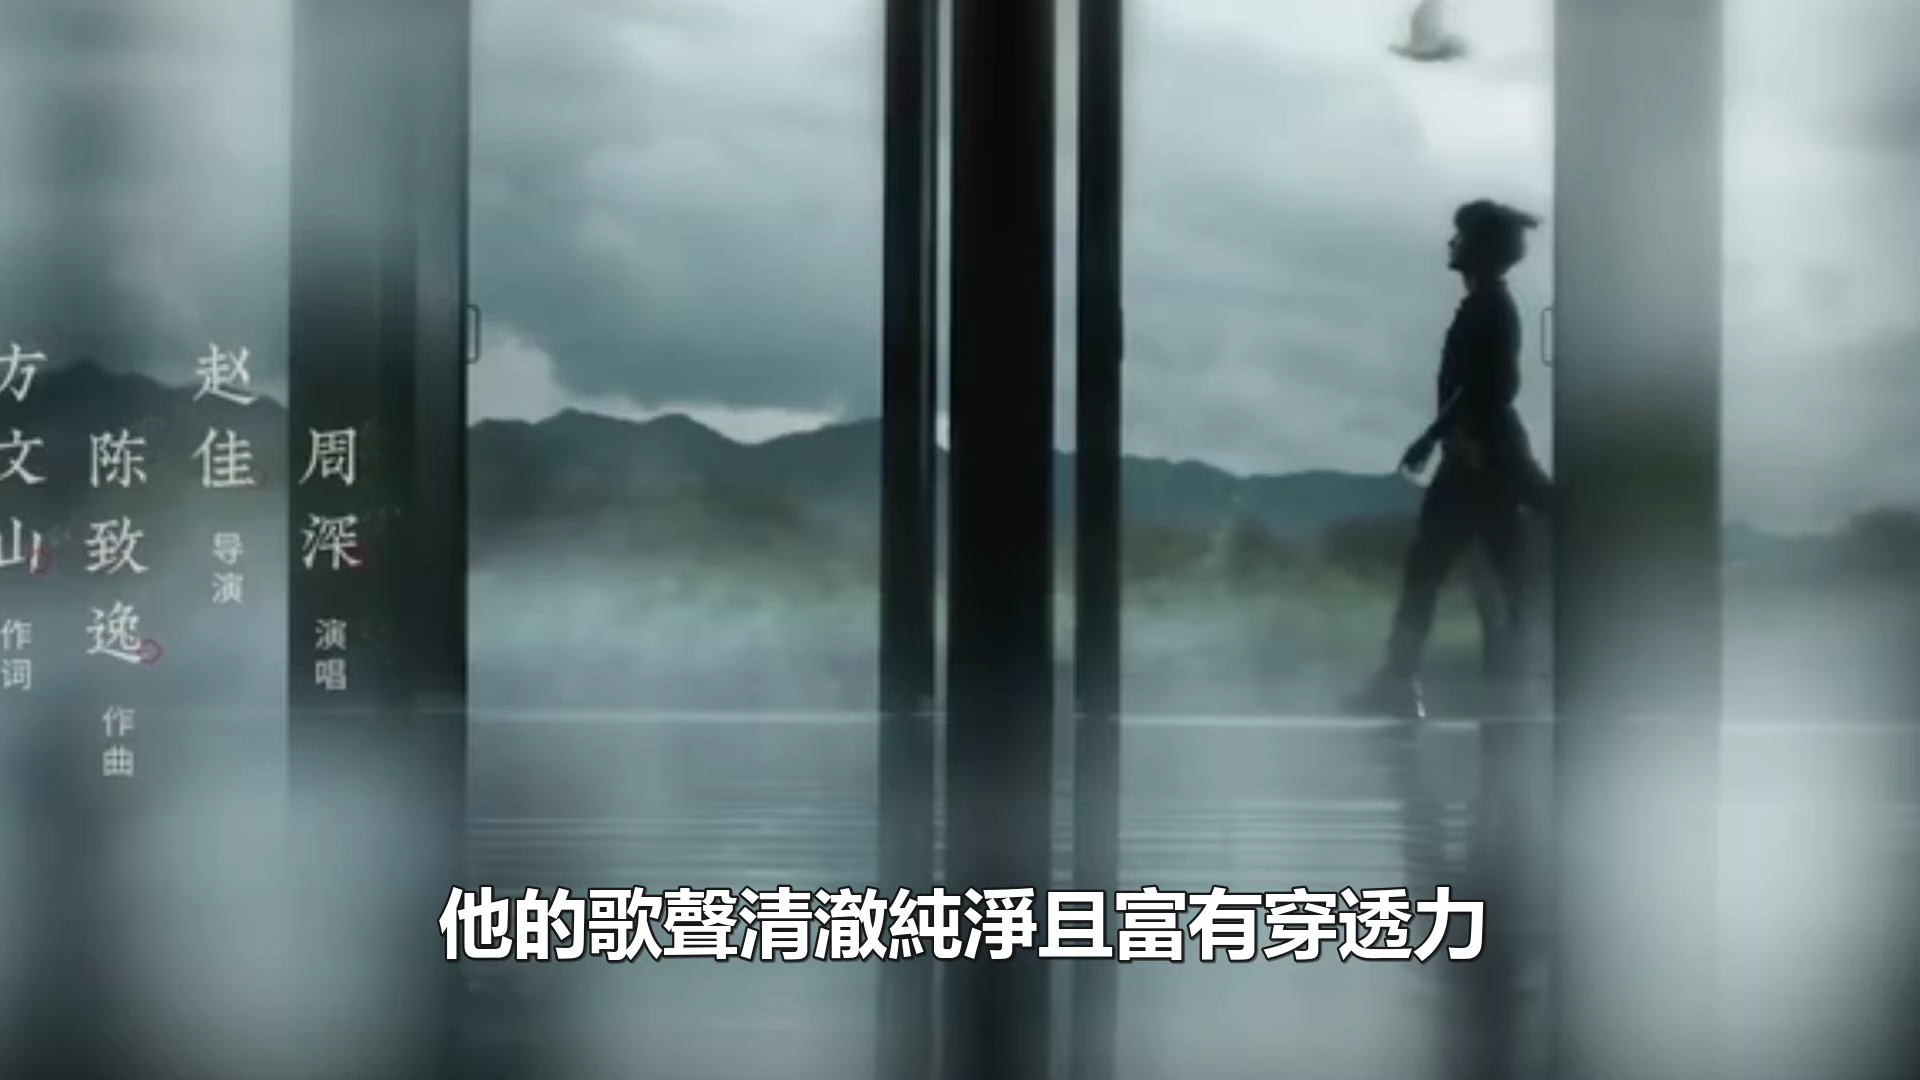 周深 演唱
赵佳 导演
陈致逸 作曲
方文山 作词
他的歌聲清澈純淨且富有穿透力